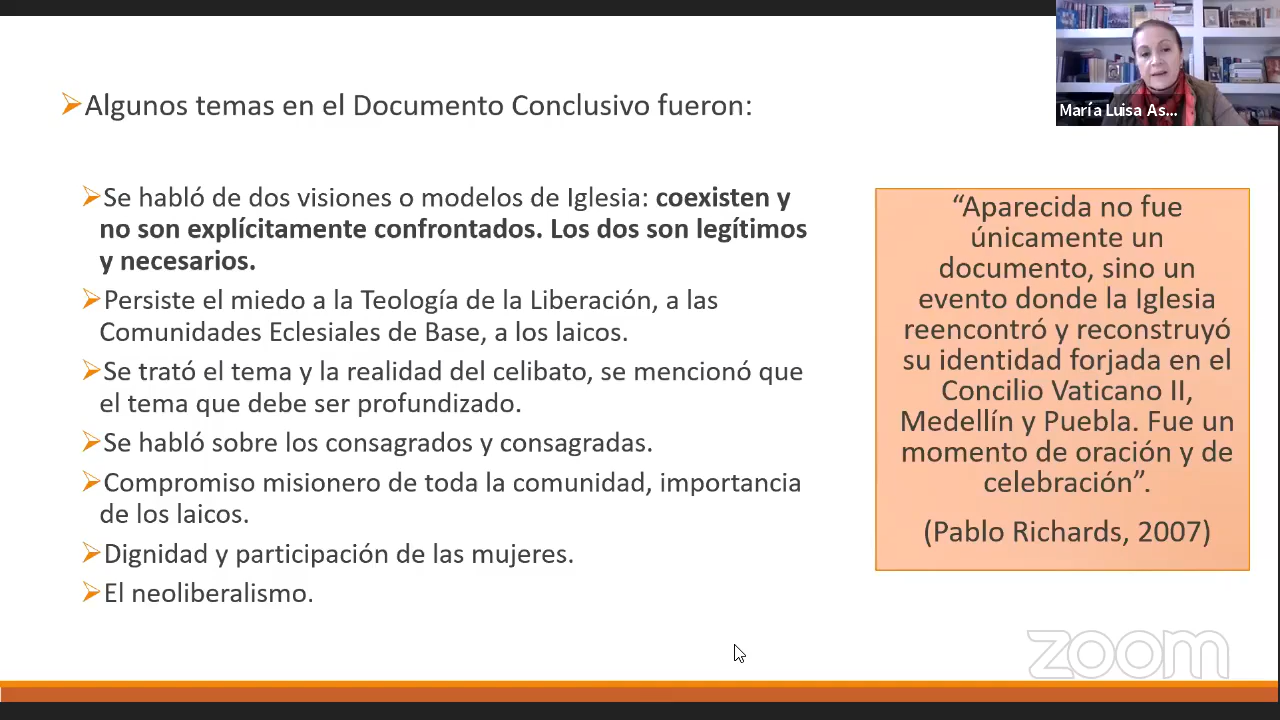 ➢Algunos temas en el Documento Conclusivo fueron:
➢Se habló de dos visiones o modelos de Iglesia: coexisten y
no son explícitamente confrontados. Los dos son legítimos
y necesarios.
➢Persiste el miedo a la Teología de la Liberación, a las
Comunidades Eclesiales de Base, a los laicos.
➢Se trató el tema y la realidad del celibato, se mencionó que
el tema que debe ser profundizado.
➢Se habló sobre los consagrados y consagradas.
➢Compromiso misionero de toda la comunidad, importancia
de los laicos.
➢Dignidad y participación de las mujeres.
➢El neoliberalismo.
“Aparecida no fue
únicamente un
documento, sino un
evento donde la Iglesia
reencontró y reconstruyó
su identidad forjada en el
Concilio Vaticano II,
Medellín y Puebla. Fue un
momento de oración y de
celebración”.
(Pablo Richards, 2007)
María Luisa As...
zoom